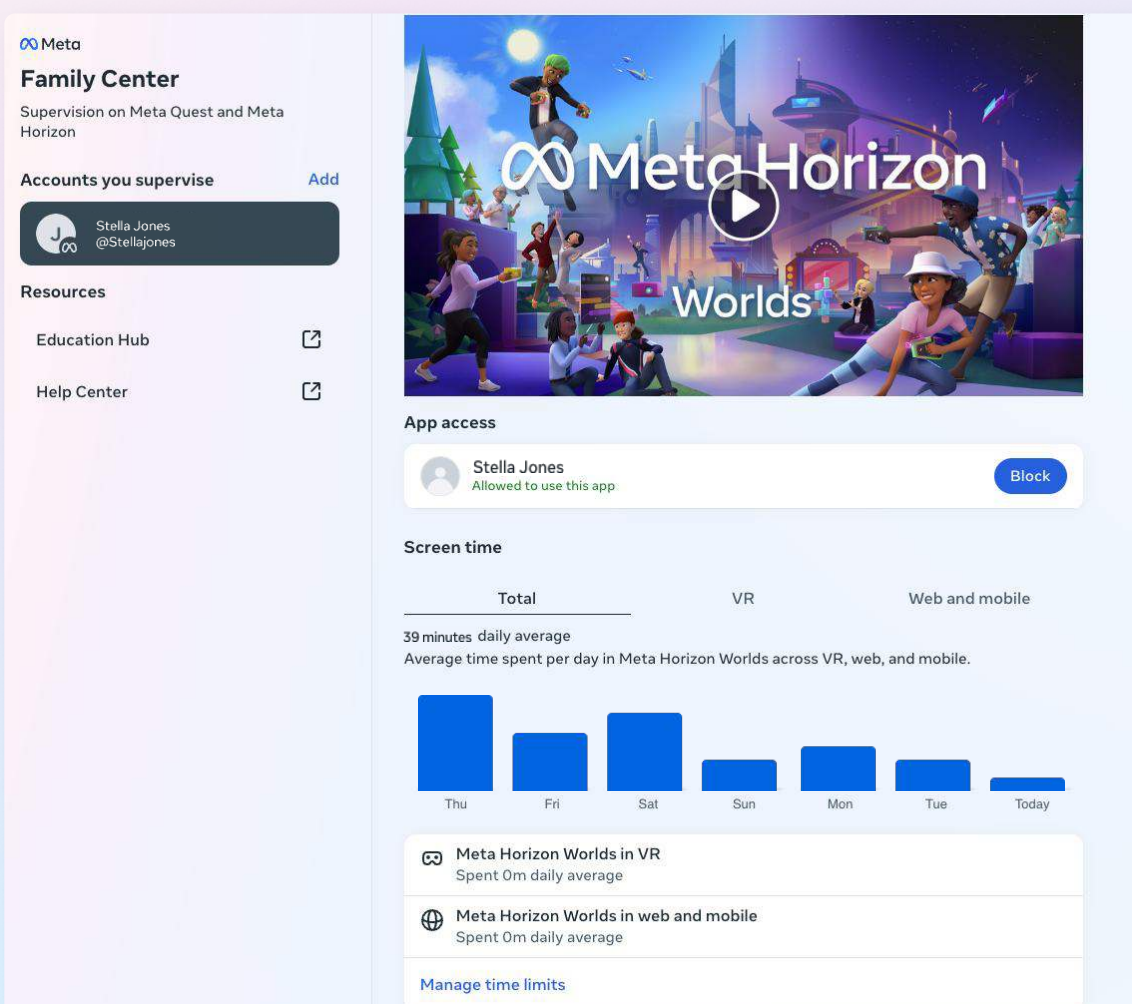 Meta
Family Center
Supervision on Meta Quest and Meta
Horizon
Accounts you supervise
Add
J
Stella Jones
@Stellajones
Resources
Education Hub
Help Center
Meta Horizon
Worlds
App access
Stella Jones
Allowed to use this app
Block
Screen time
Total
VR
Web and mobile
39 minutes daily average
Average time spent per day in Meta Horizon Worlds across VR, web, and mobile.
Thu
Fri
Sat
Sun
Mon
Tue
Today
Meta Horizon Worlds in VR
Spent 0m daily average
Meta Horizon Worlds in web and mobile
Spent 0m daily average
Manage time limits